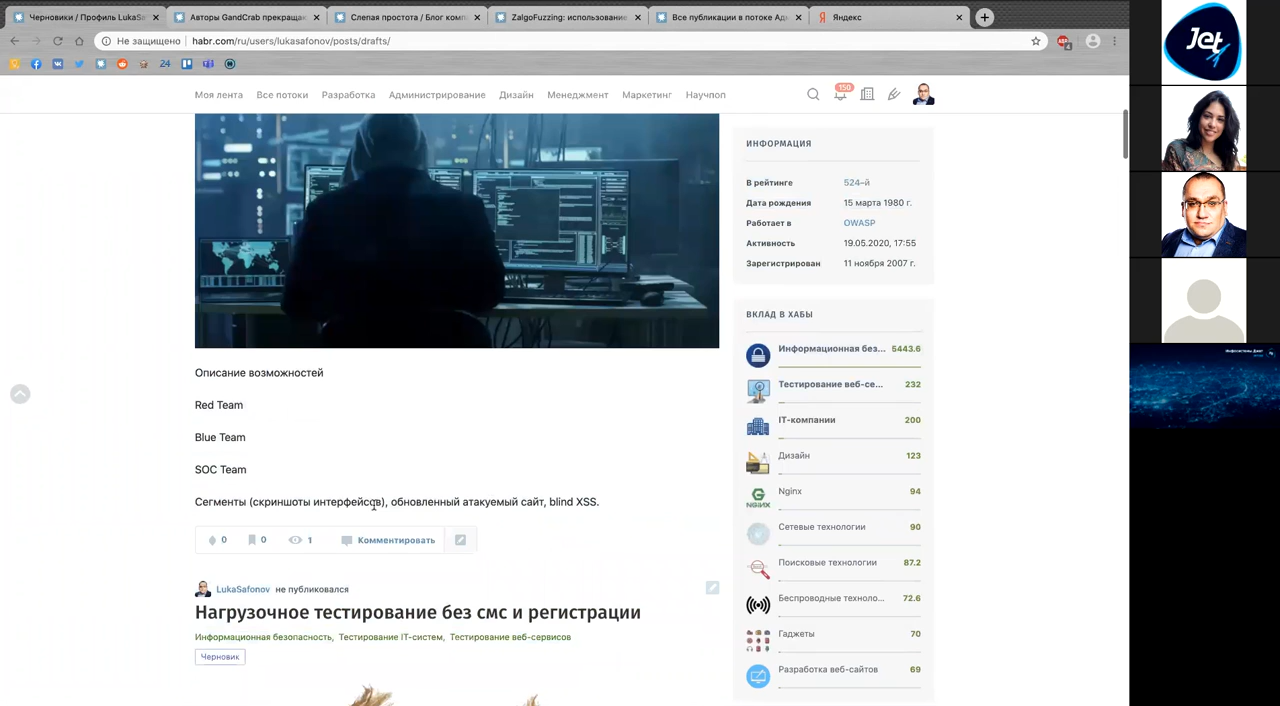 Черновики / Профиль LukaSa
Авторы GandCrab прекращак
Слепая простота / Блог комп
ZalgoFuzzing: использование
Все публикации в потоке Ад
Яндекс
Не защищено | habr.com/ru/users/lukasafonov/posts/drafts/
24
Моя лента Все потоки Разработка Администрирование Дизайн Менеджмент Маркетинг Научпоп
150
Jet
ИНФОРМАЦИЯ
В рейтинге 524-й
Дата рождения 15 марта 1980 г.
Работает в OWASP
Активность 19.05.2020, 17:55
Зарегистрирован 11 ноября 2007 г.
ВКЛАД В ХАБЫ
Информационная без... 5443.6
Тестирование веб-се... 232
IT-компании 200
Дизайн 123
Nginx 94
Сетевые технологии 90
Поисковые технологии 87.2
Беспроводные техноло... 72.6
Гаджеты 70
Разработка веб-сайтов 69
Описание возможностей
Red Team
Blue Team
SOC Team
Сегменты (скриншоты интерфейсов), обновленный атакуемый сайт, blind XSS.
0 0 1 Комментировать
LukaSafonov не публиковался
Нагрузочное тестирование без смс и регистрации
Информационная безопасность, Тестирование IT-систем, Тестирование веб-сервисов
Черновик